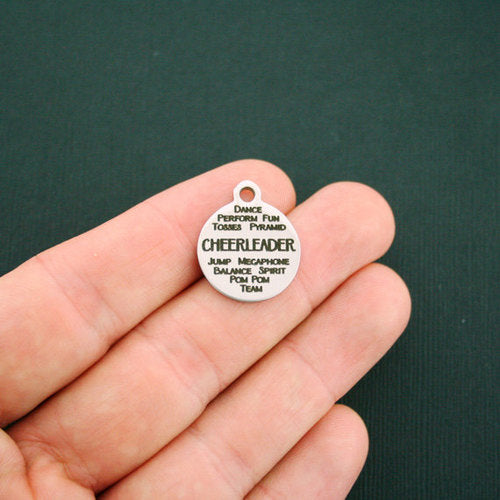 Dance
Perform Fun
Tosses Pyramid
CHEERLEADER
Jump Megaphone
Balance Spirit
Pom Pom
Team